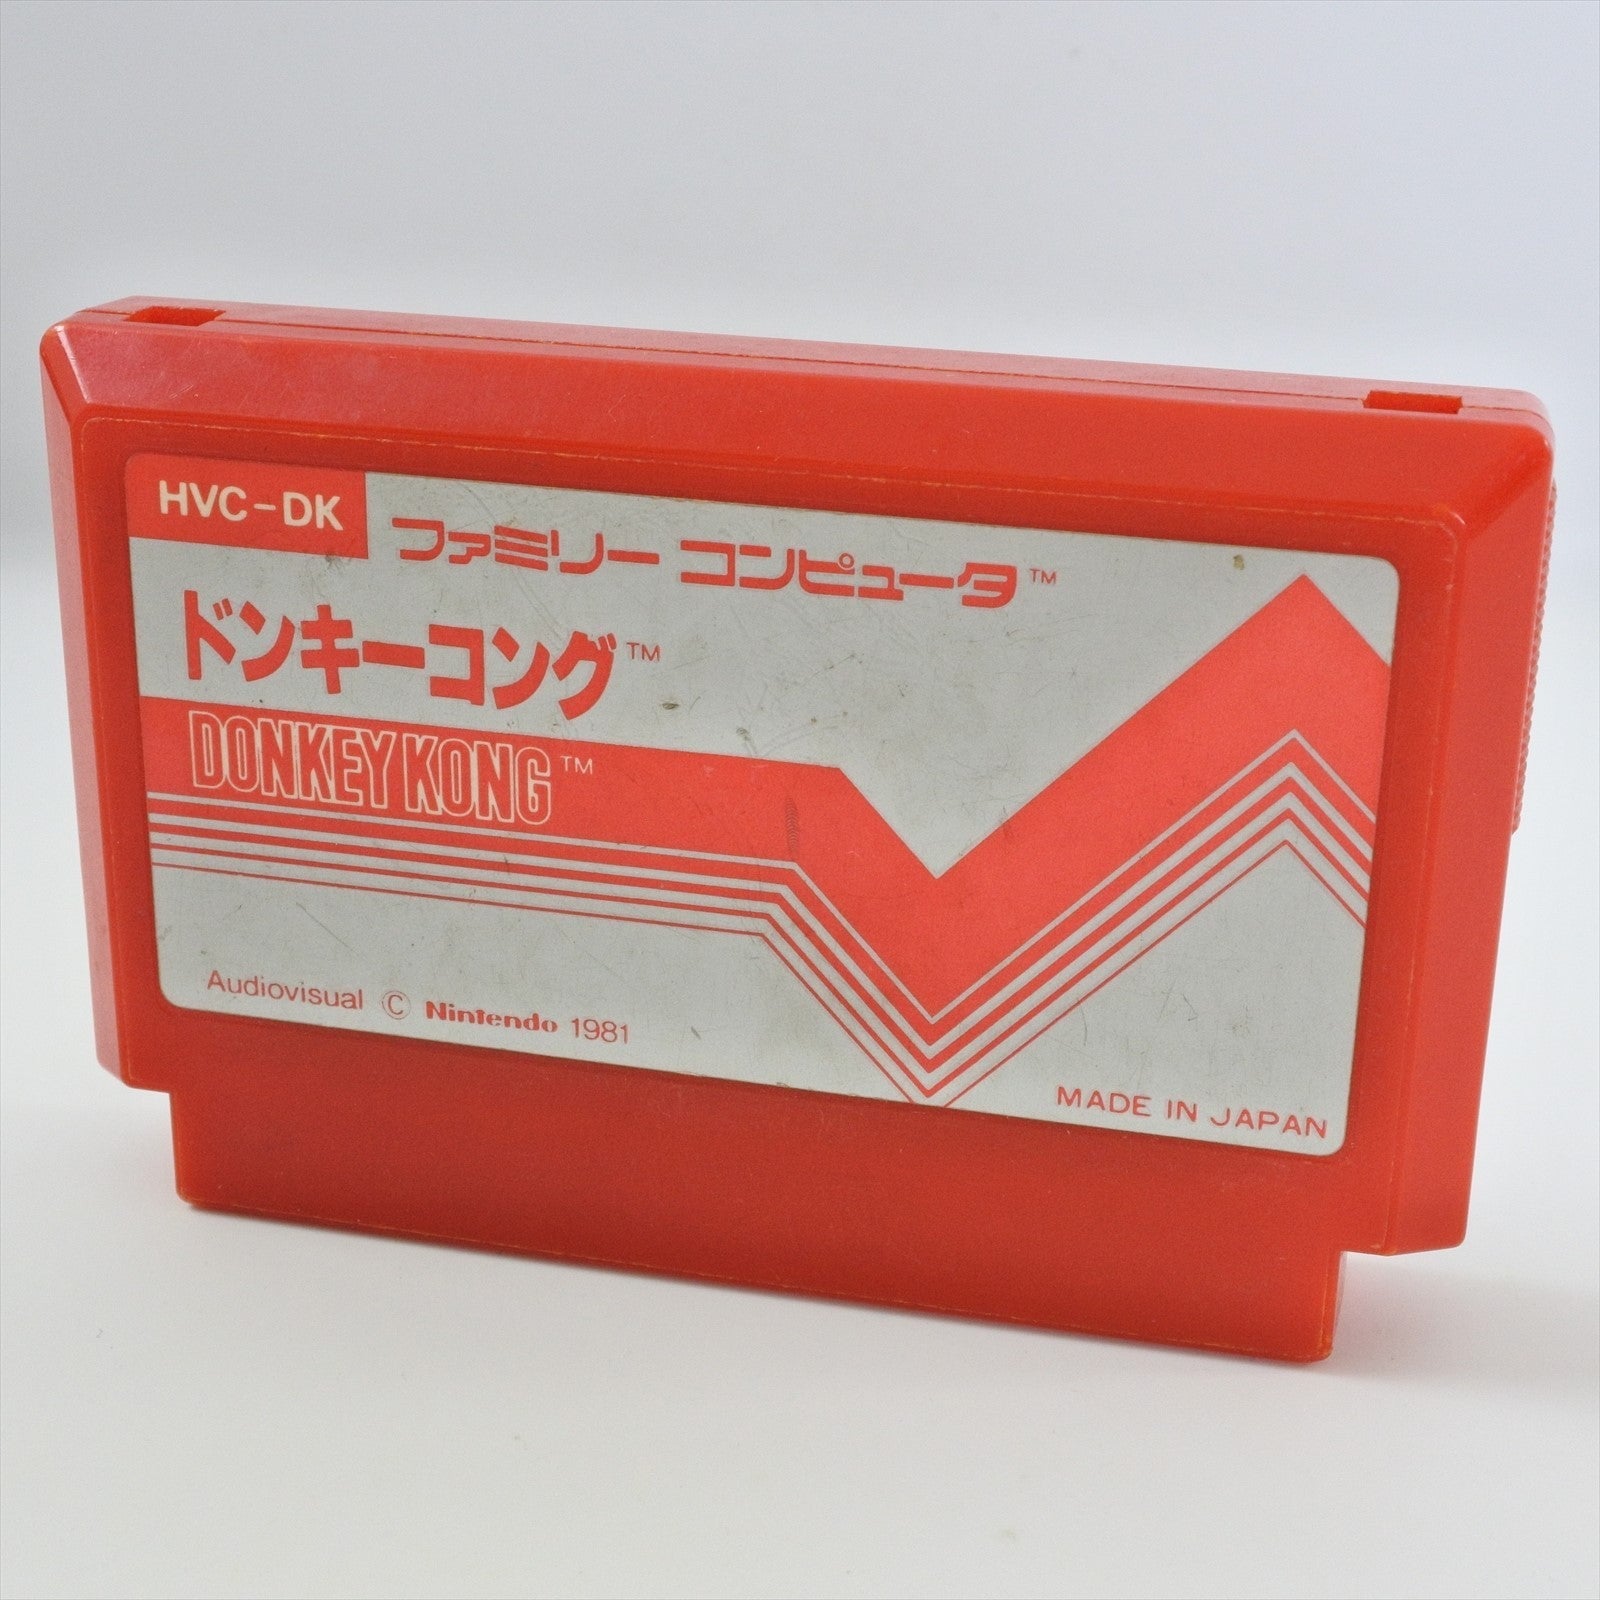 HVC-DK
ファミリー コンピュータ™
ドンキーコング™
DONKEY KONG™
Audiovisual © Nintendo 1981
MADE IN JAPAN